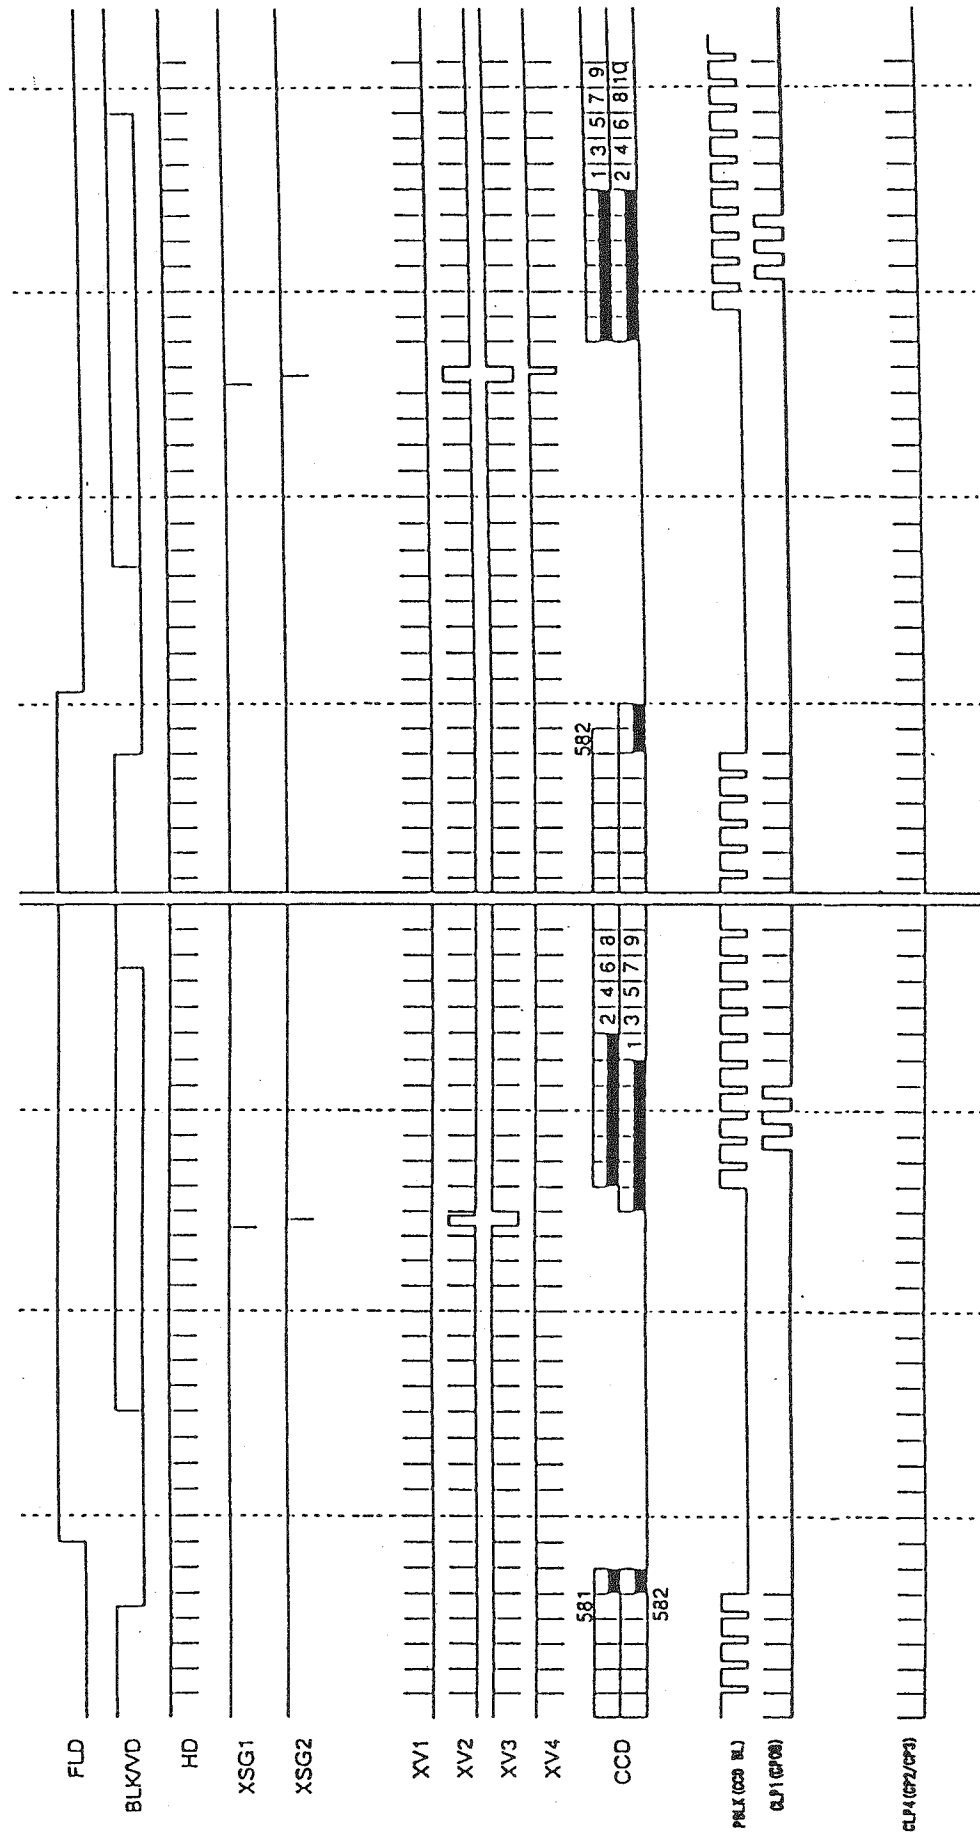 FLD
BLK/VD
HD
XSG1
XSG2
XV1
XV2
XV3
XV4
CCD
581
582
2 4 6 8
1 3 5 7 9
582
1 3 5 7 9
2 4 6 8 10
PBLK (CCD BL)
CLP1 (CPOB)
CLP4 (CP2/CP3)